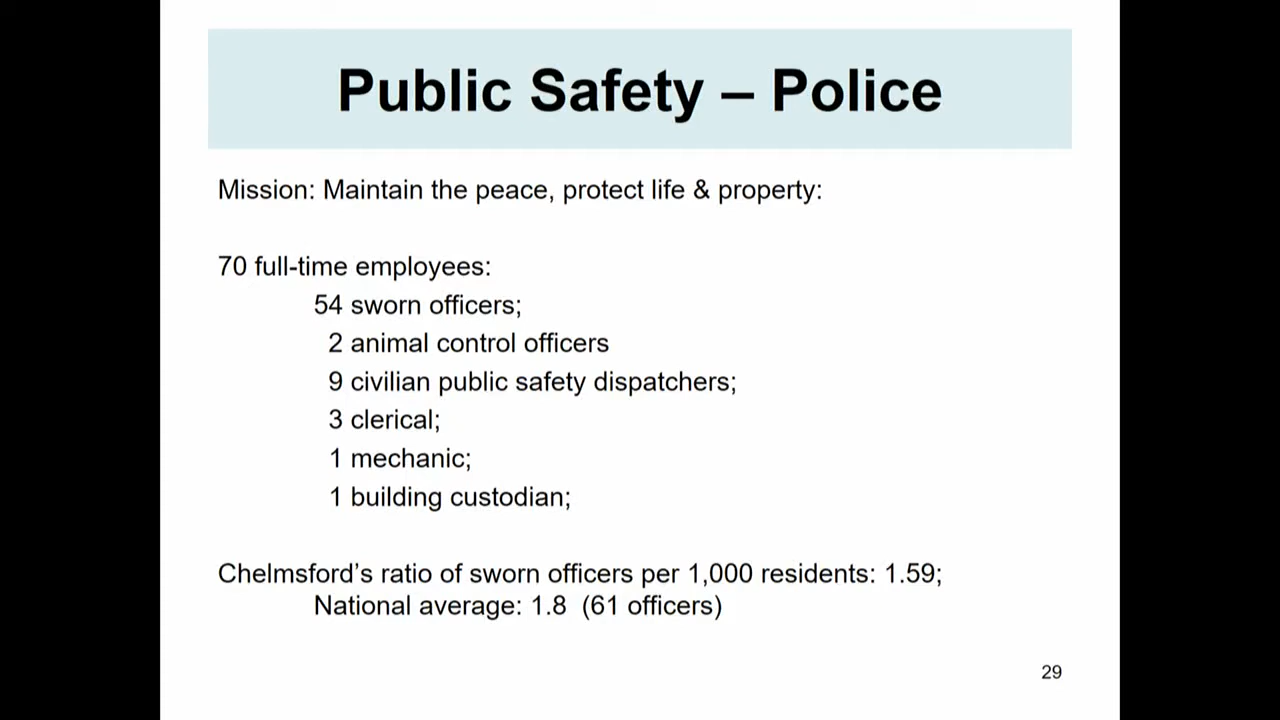 Public Safety – Police
Mission: Maintain the peace, protect life & property:
70 full-time employees:
54 sworn officers;
2 animal control officers
9 civilian public safety dispatchers;
3 clerical;
1 mechanic;
1 building custodian;
Chelmsford’s ratio of sworn officers per 1,000 residents: 1.59;
National average: 1.8 (61 officers)
29